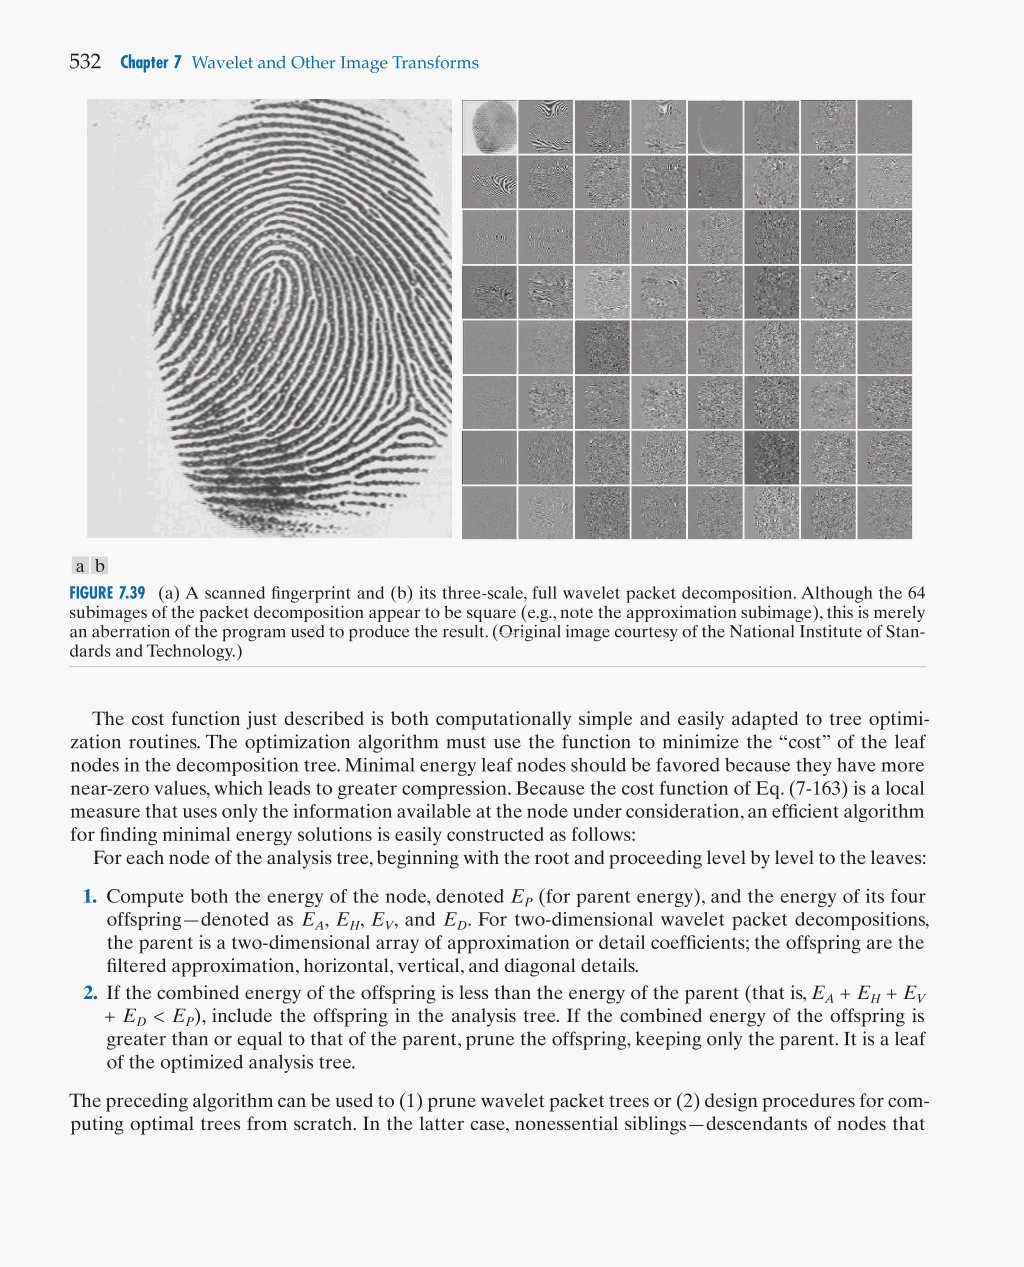 532 Chapter 7 Wavelet and Other Image Transforms
a b
FIGURE 7.39 (a) A scanned fingerprint and (b) its three-scale, full wavelet packet decomposition. Although the 64
subimages of the packet decomposition appear to be square (e.g., note the approximation subimage), this is merely
an aberration of the program used to produce the result. (Original image courtesy of the National Institute of Stan-
dards and Technology.)
The cost function just described is both computationally simple and easily adapted to tree optimi-
zation routines. The optimization algorithm must use the function to minimize the “cost” of the leaf
nodes in the decomposition tree. Minimal energy leaf nodes should be favored because they have more
near-zero values, which leads to greater compression. Because the cost function of Eq. (7-163) is a local
measure that uses only the information available at the node under consideration, an efficient algorithm
for finding minimal energy solutions is easily constructed as follows:
For each node of the analysis tree, beginning with the root and proceeding level by level to the leaves:
1. Compute both the energy of the node, denoted E_P (for parent energy), and the energy of its four
offspring—denoted as E_A, E_H, E_V, and E_D. For two-dimensional wavelet packet decompositions,
the parent is a two-dimensional array of approximation or detail coefficients; the offspring are the
filtered approximation, horizontal, vertical, and diagonal details.
2. If the combined energy of the offspring is less than the energy of the parent (that is, E_A + E_H + E_V
+ E_D < E_P), include the offspring in the analysis tree. If the combined energy of the offspring is
greater than or equal to that of the parent, prune the offspring, keeping only the parent. It is a leaf
of the optimized analysis tree.
The preceding algorithm can be used to (1) prune wavelet packet trees or (2) design procedures for com-
puting optimal trees from scratch. In the latter case, nonessential siblings—descendants of nodes that